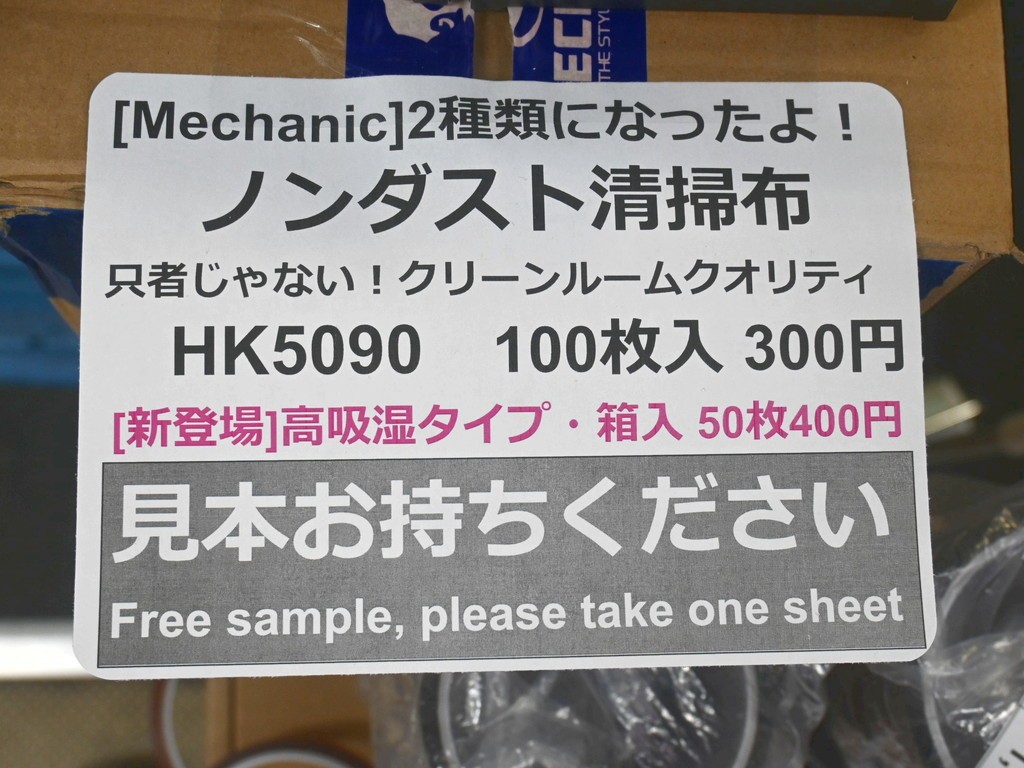 ECH
THE STYL
[Mechanic]2種類になったよ！
ノンダスト清掃布
只者じゃない！クリーンルームクオリティ
HK5090　100枚入 300円
[新登場]高吸湿タイプ・箱入 50枚400円
見本お持ちください
Free sample, please take one sheet